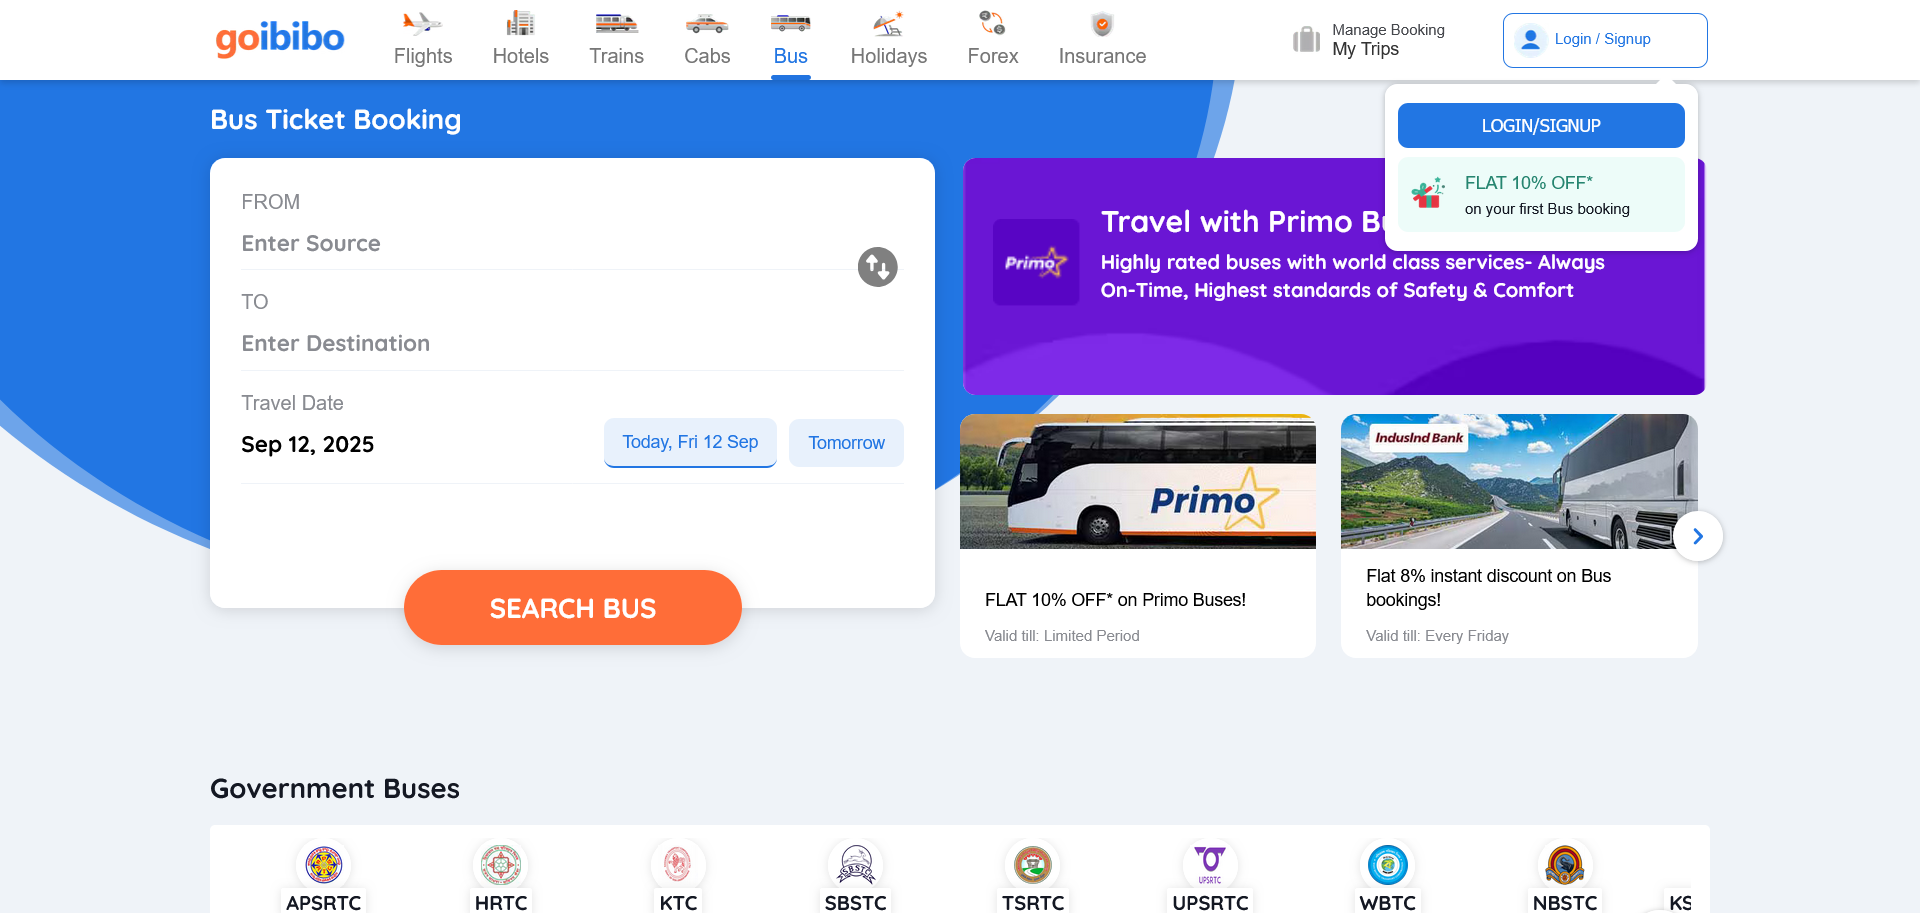 goibibo
Flights
Hotels
Trains
Cabs
Bus
Holidays
Forex
Insurance
Manage Booking
My Trips
Login / Signup
LOGIN/SIGNUP
FLAT 10% OFF*
on your first Bus booking
Bus Ticket Booking
FROM
Enter Source
TO
Enter Destination
Travel Date
Sep 12, 2025
Today, Fri 12 Sep
Tomorrow
SEARCH BUS
Primo
Travel with Primo Bu
Highly rated buses with world class services- Always
On-Time, Highest standards of Safety & Comfort
Primo
FLAT 10% OFF* on Primo Buses!
Valid till: Limited Period
IndusInd Bank
Flat 8% instant discount on Bus
bookings!
Valid till: Every Friday
Government Buses
SBSTC
UPSRTC
APSRTC
HRTC
KTC
SBSTC
TSRTC
UPSRTC
WBTC
NBSTC
KS